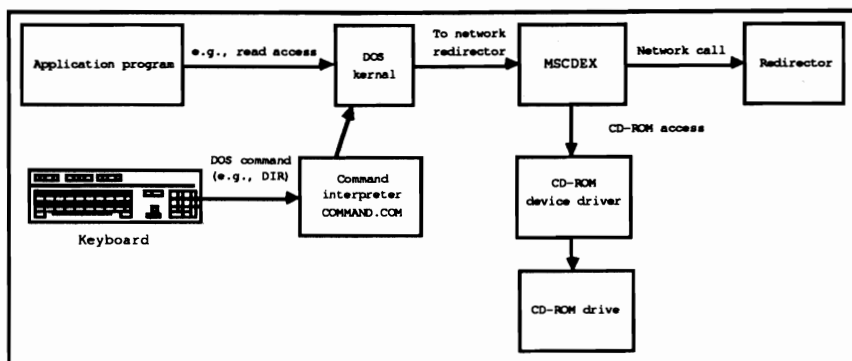 Application program
e.g., read access
DOS
kernal
To network
redirector
MSCDEX
Network call
Redirector
CD-ROM access
DOS command
(e.g., DIR)
Command
interpreter
COMMAND.COM
Keyboard
CD-ROM
device driver
CD-ROM drive